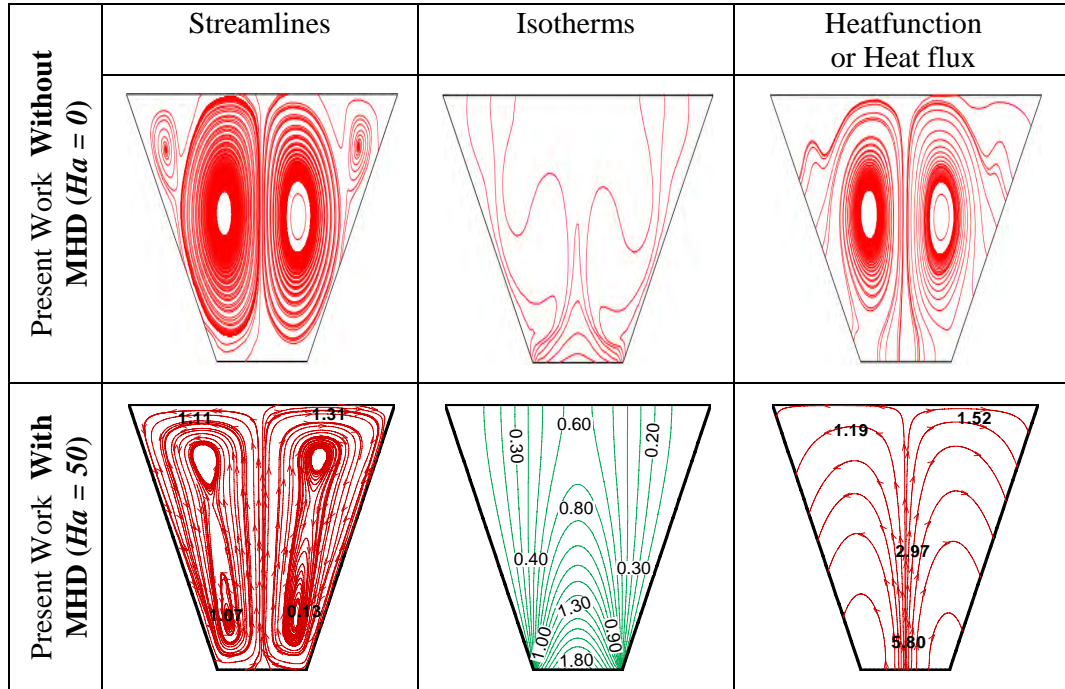 Streamlines
Isotherms
Heatfunction
or Heat flux
Present Work Without
MHD (Ha = 0)
Present Work With
MHD (Ha = 50)
1.11
1.31
1.07
0.13
0.30
0.60
0.20
0.80
0.40
0.30
1.30
1.00
0.90
1.80
1.19
1.52
2.97
5.80